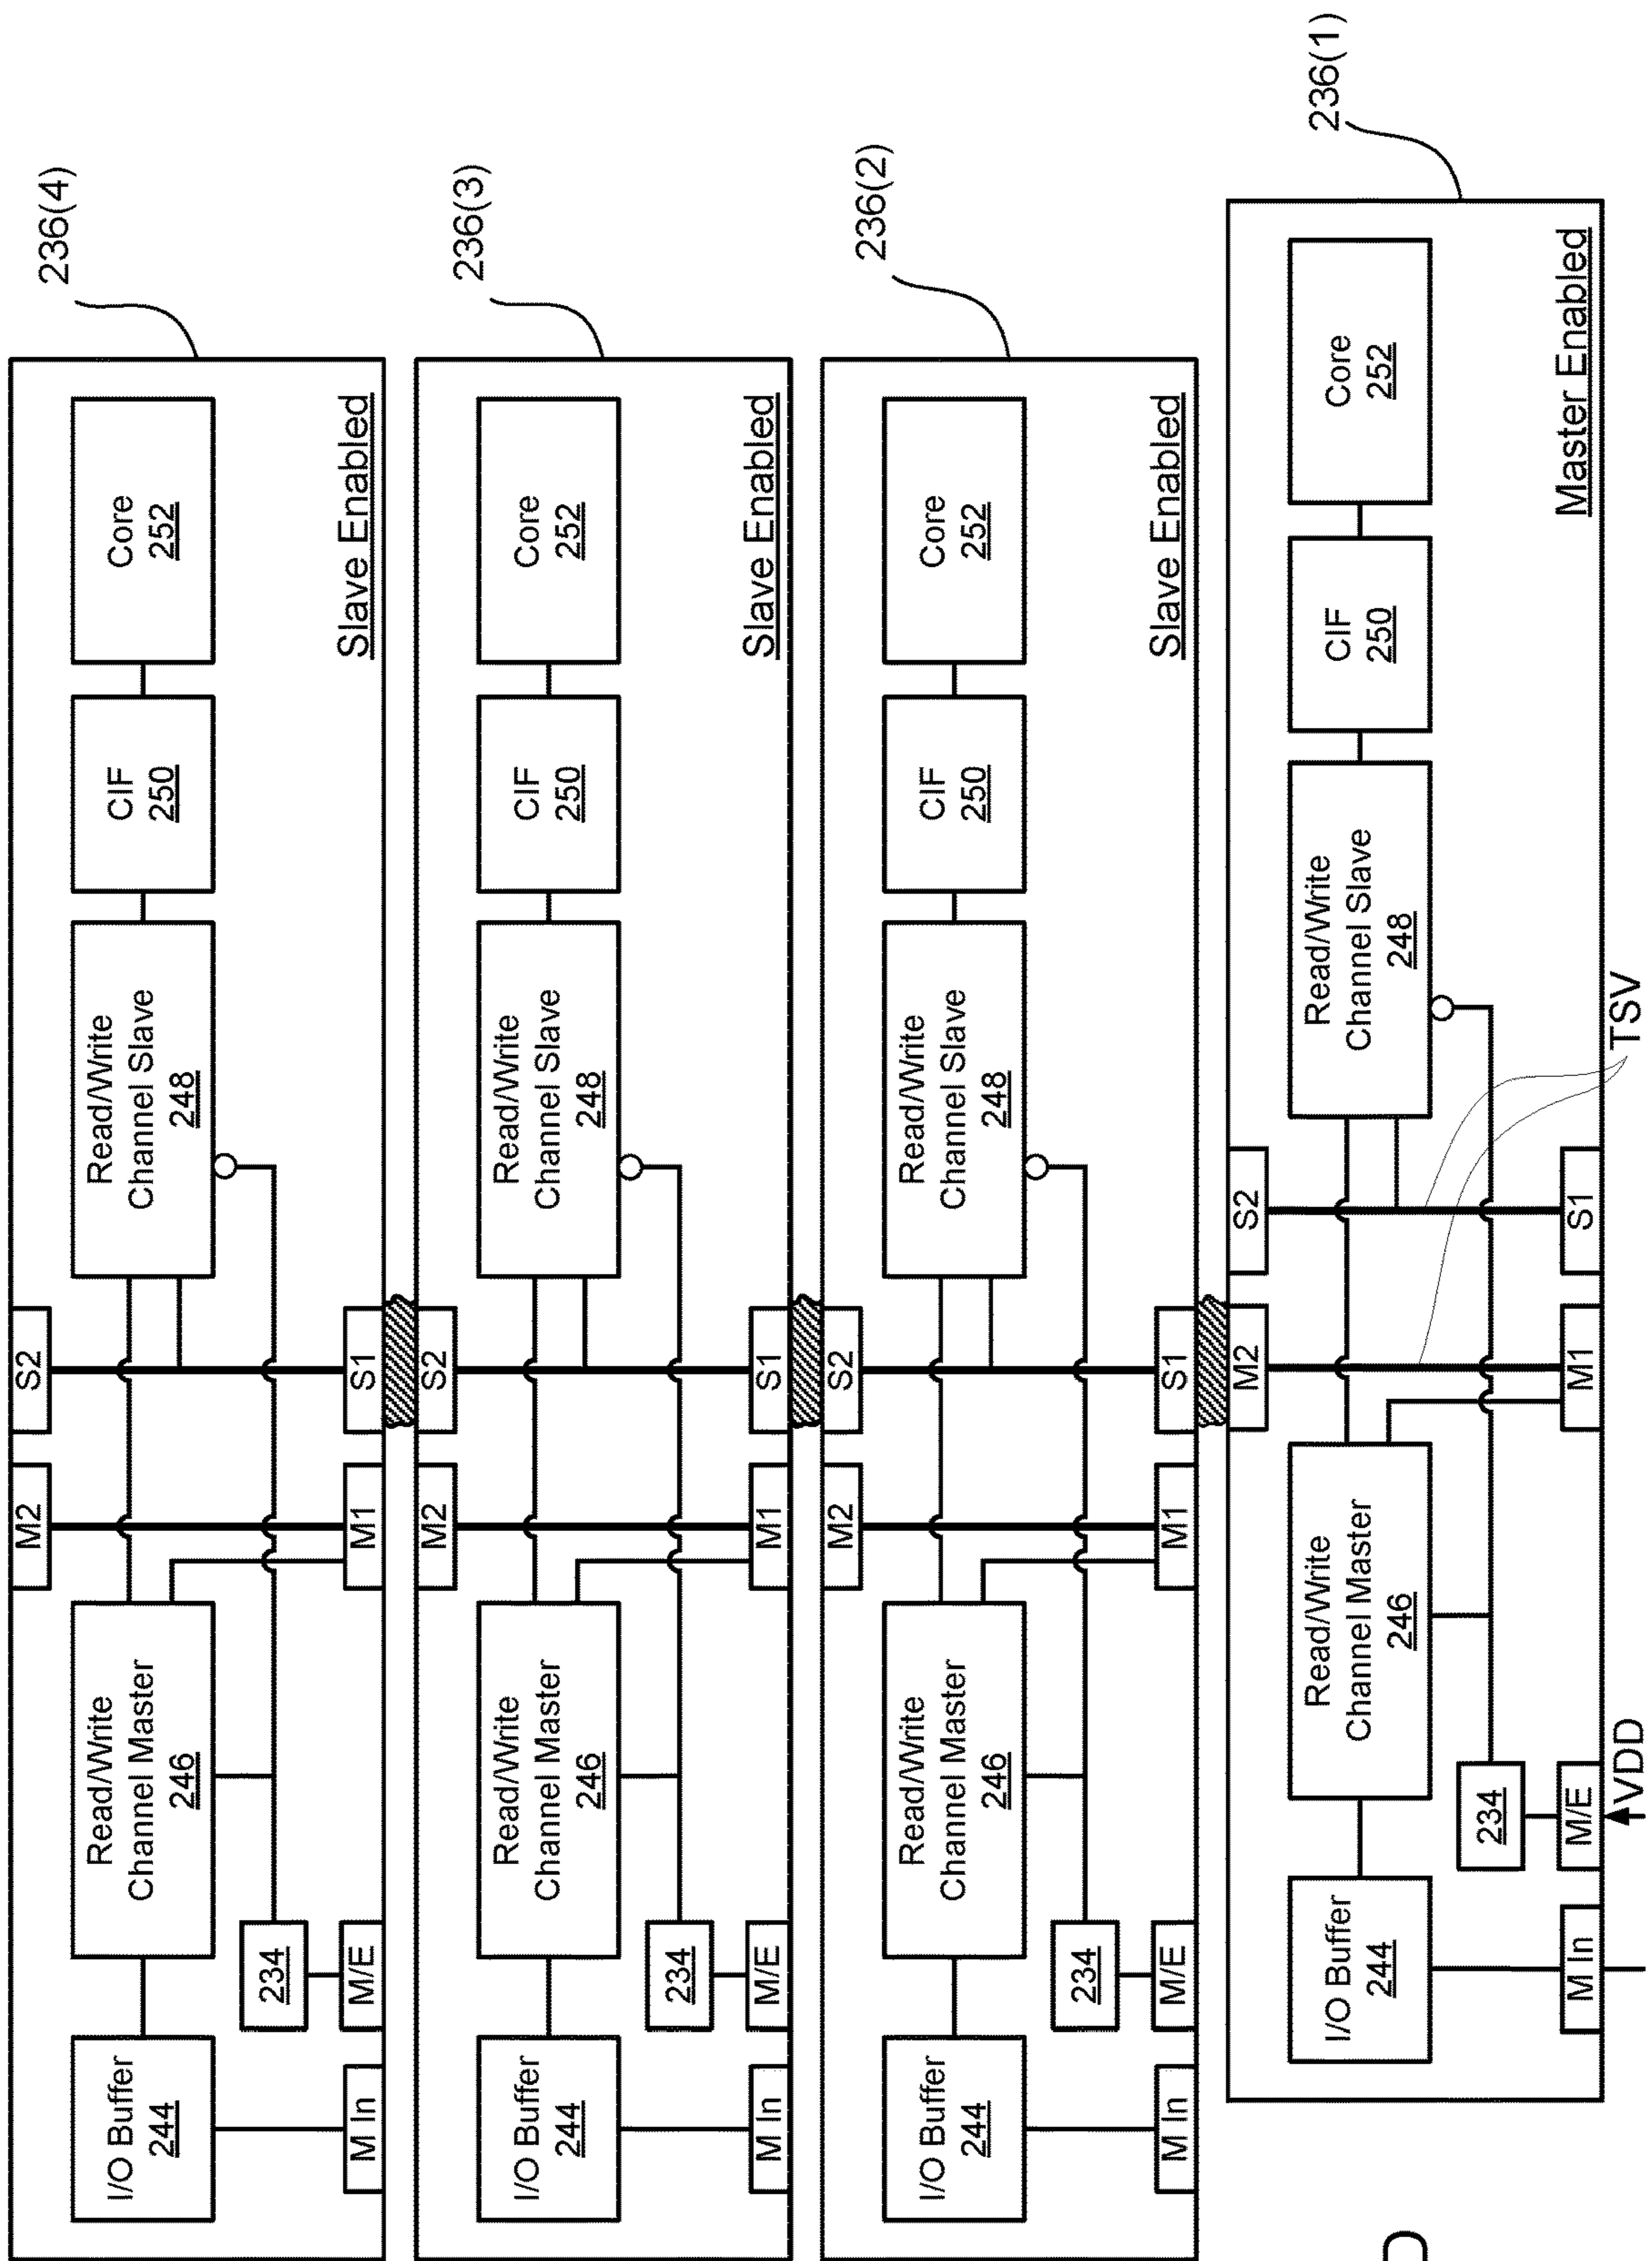 236(4)
M2
S2
I/O Buffer
244
Read/Write
Channel Master
246
Read/Write
Channel Slave
248
CIF
250
Core
252
234
M In
M/E
M1
S1
Slave Enabled
236(3)
M2
S2
I/O Buffer
244
Read/Write
Channel Master
246
Read/Write
Channel Slave
248
CIF
250
Core
252
234
M In
M/E
M1
S1
Slave Enabled
236(2)
M2
S2
I/O Buffer
244
Read/Write
Channel Master
246
Read/Write
Channel Slave
248
CIF
250
Core
252
234
M In
M/E
M1
S1
Slave Enabled
236(1)
M2
S2
I/O Buffer
244
Read/Write
Channel Master
246
Read/Write
Channel Slave
248
CIF
250
Core
252
234
M In
M/E
M1
S1
Master Enabled
VDD
TSV
D